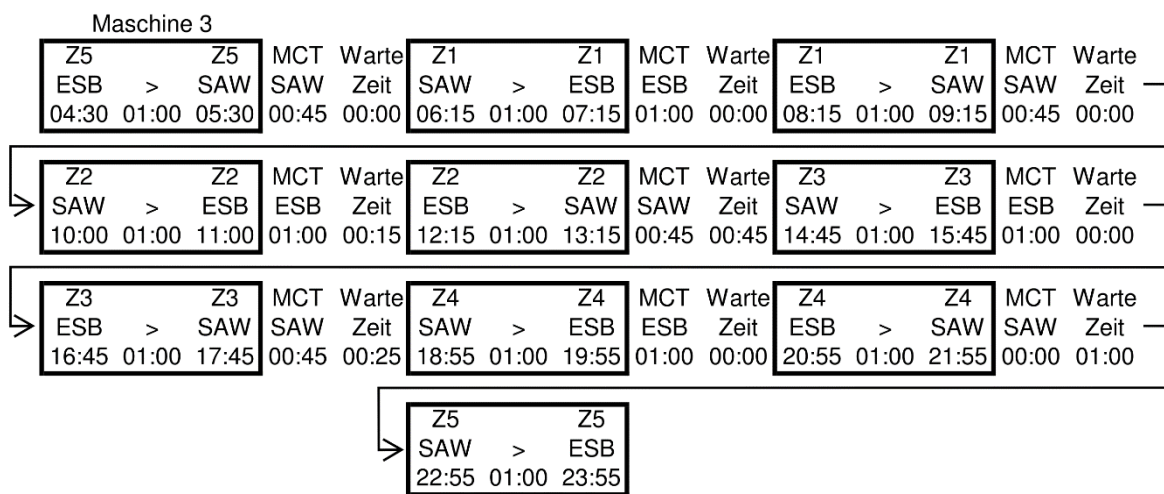 Maschine 3
Z5 Z5 MCT Warte Z1 Z1 MCT Warte Z1 Z1 MCT Warte
ESB > SAW SAW Zeit SAW > ESB ESB Zeit ESB > SAW SAW Zeit
04:30 01:00 05:30 00:45 00:00 06:15 01:00 07:15 01:00 00:00 08:15 01:00 09:15 00:45 00:00
Z2 Z2 MCT Warte Z2 Z2 MCT Warte Z3 Z3 MCT Warte
SAW > ESB ESB Zeit ESB > SAW SAW Zeit SAW > ESB ESB Zeit
10:00 01:00 11:00 01:00 00:15 12:15 01:00 13:15 00:45 00:45 14:45 01:00 15:45 01:00 00:00
Z3 Z3 MCT Warte Z4 Z4 MCT Warte Z4 Z4 MCT Warte
ESB > SAW SAW Zeit SAW > ESB ESB Zeit ESB > SAW SAW Zeit
16:45 01:00 17:45 00:45 00:25 18:55 01:00 19:55 01:00 00:00 20:55 01:00 21:55 00:00 01:00
Z5 Z5
SAW > ESB
22:55 01:00 23:55